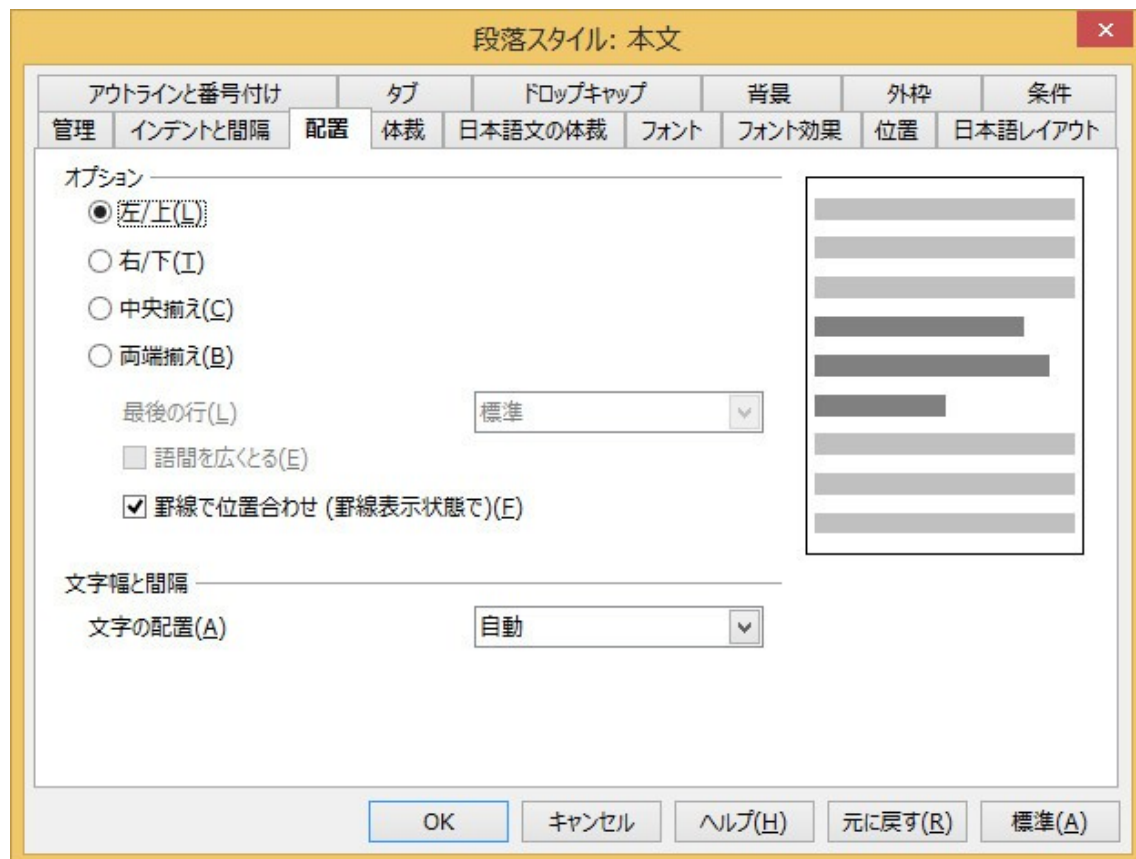 段落スタイル: 本文
アウトラインと番号付け タブ ドロップキャップ 背景 外枠 条件
管理 インデントと間隔 配置 体裁 日本語文の体裁 フォント フォント効果 位置 日本語レイアウト
オプション
左/上(L)
右/下(T)
中央揃え(C)
両端揃え(B)
最後の行(L) 標準
語間を広くとる(E)
罫線で位置合わせ (罫線表示状態で)(F)
文字幅と間隔
文字の配置(A) 自動
OK キャンセル ヘルプ(H) 元に戻す(R) 標準(A)